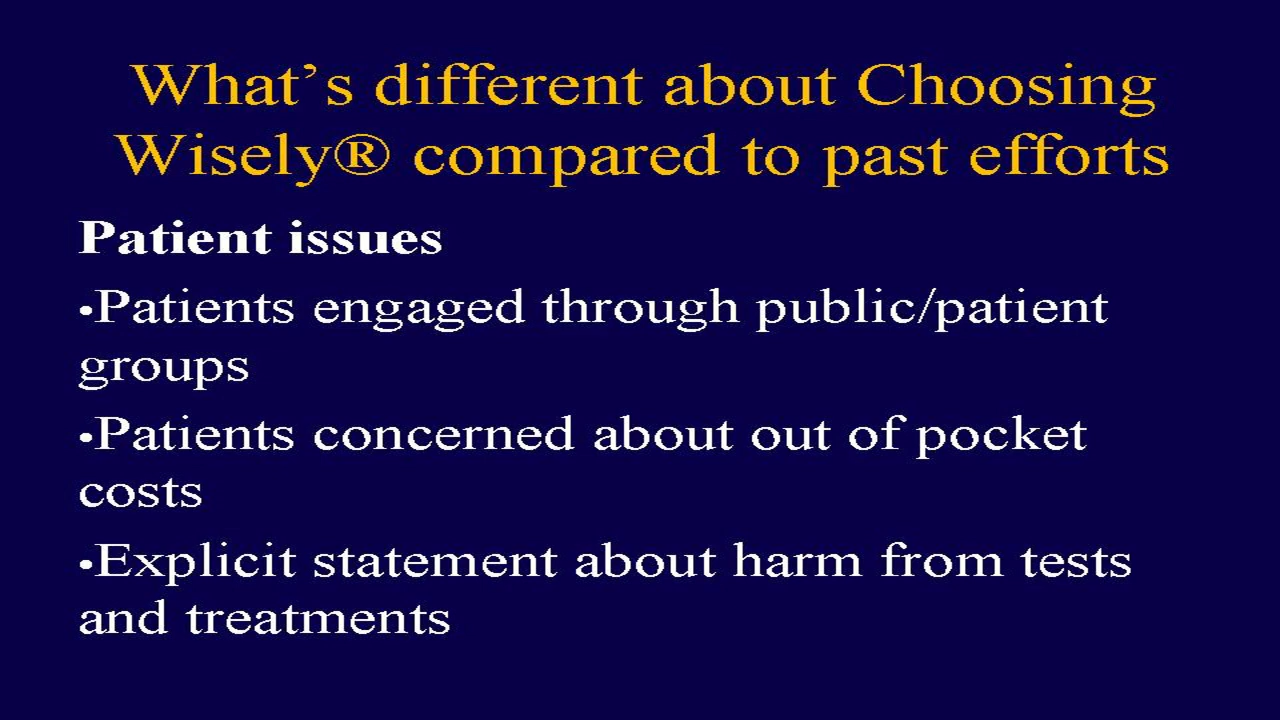 What’s different about Choosing
Wisely® compared to past efforts
Patient issues
•Patients engaged through public/patient
groups
•Patients concerned about out of pocket
costs
•Explicit statement about harm from tests
and treatments